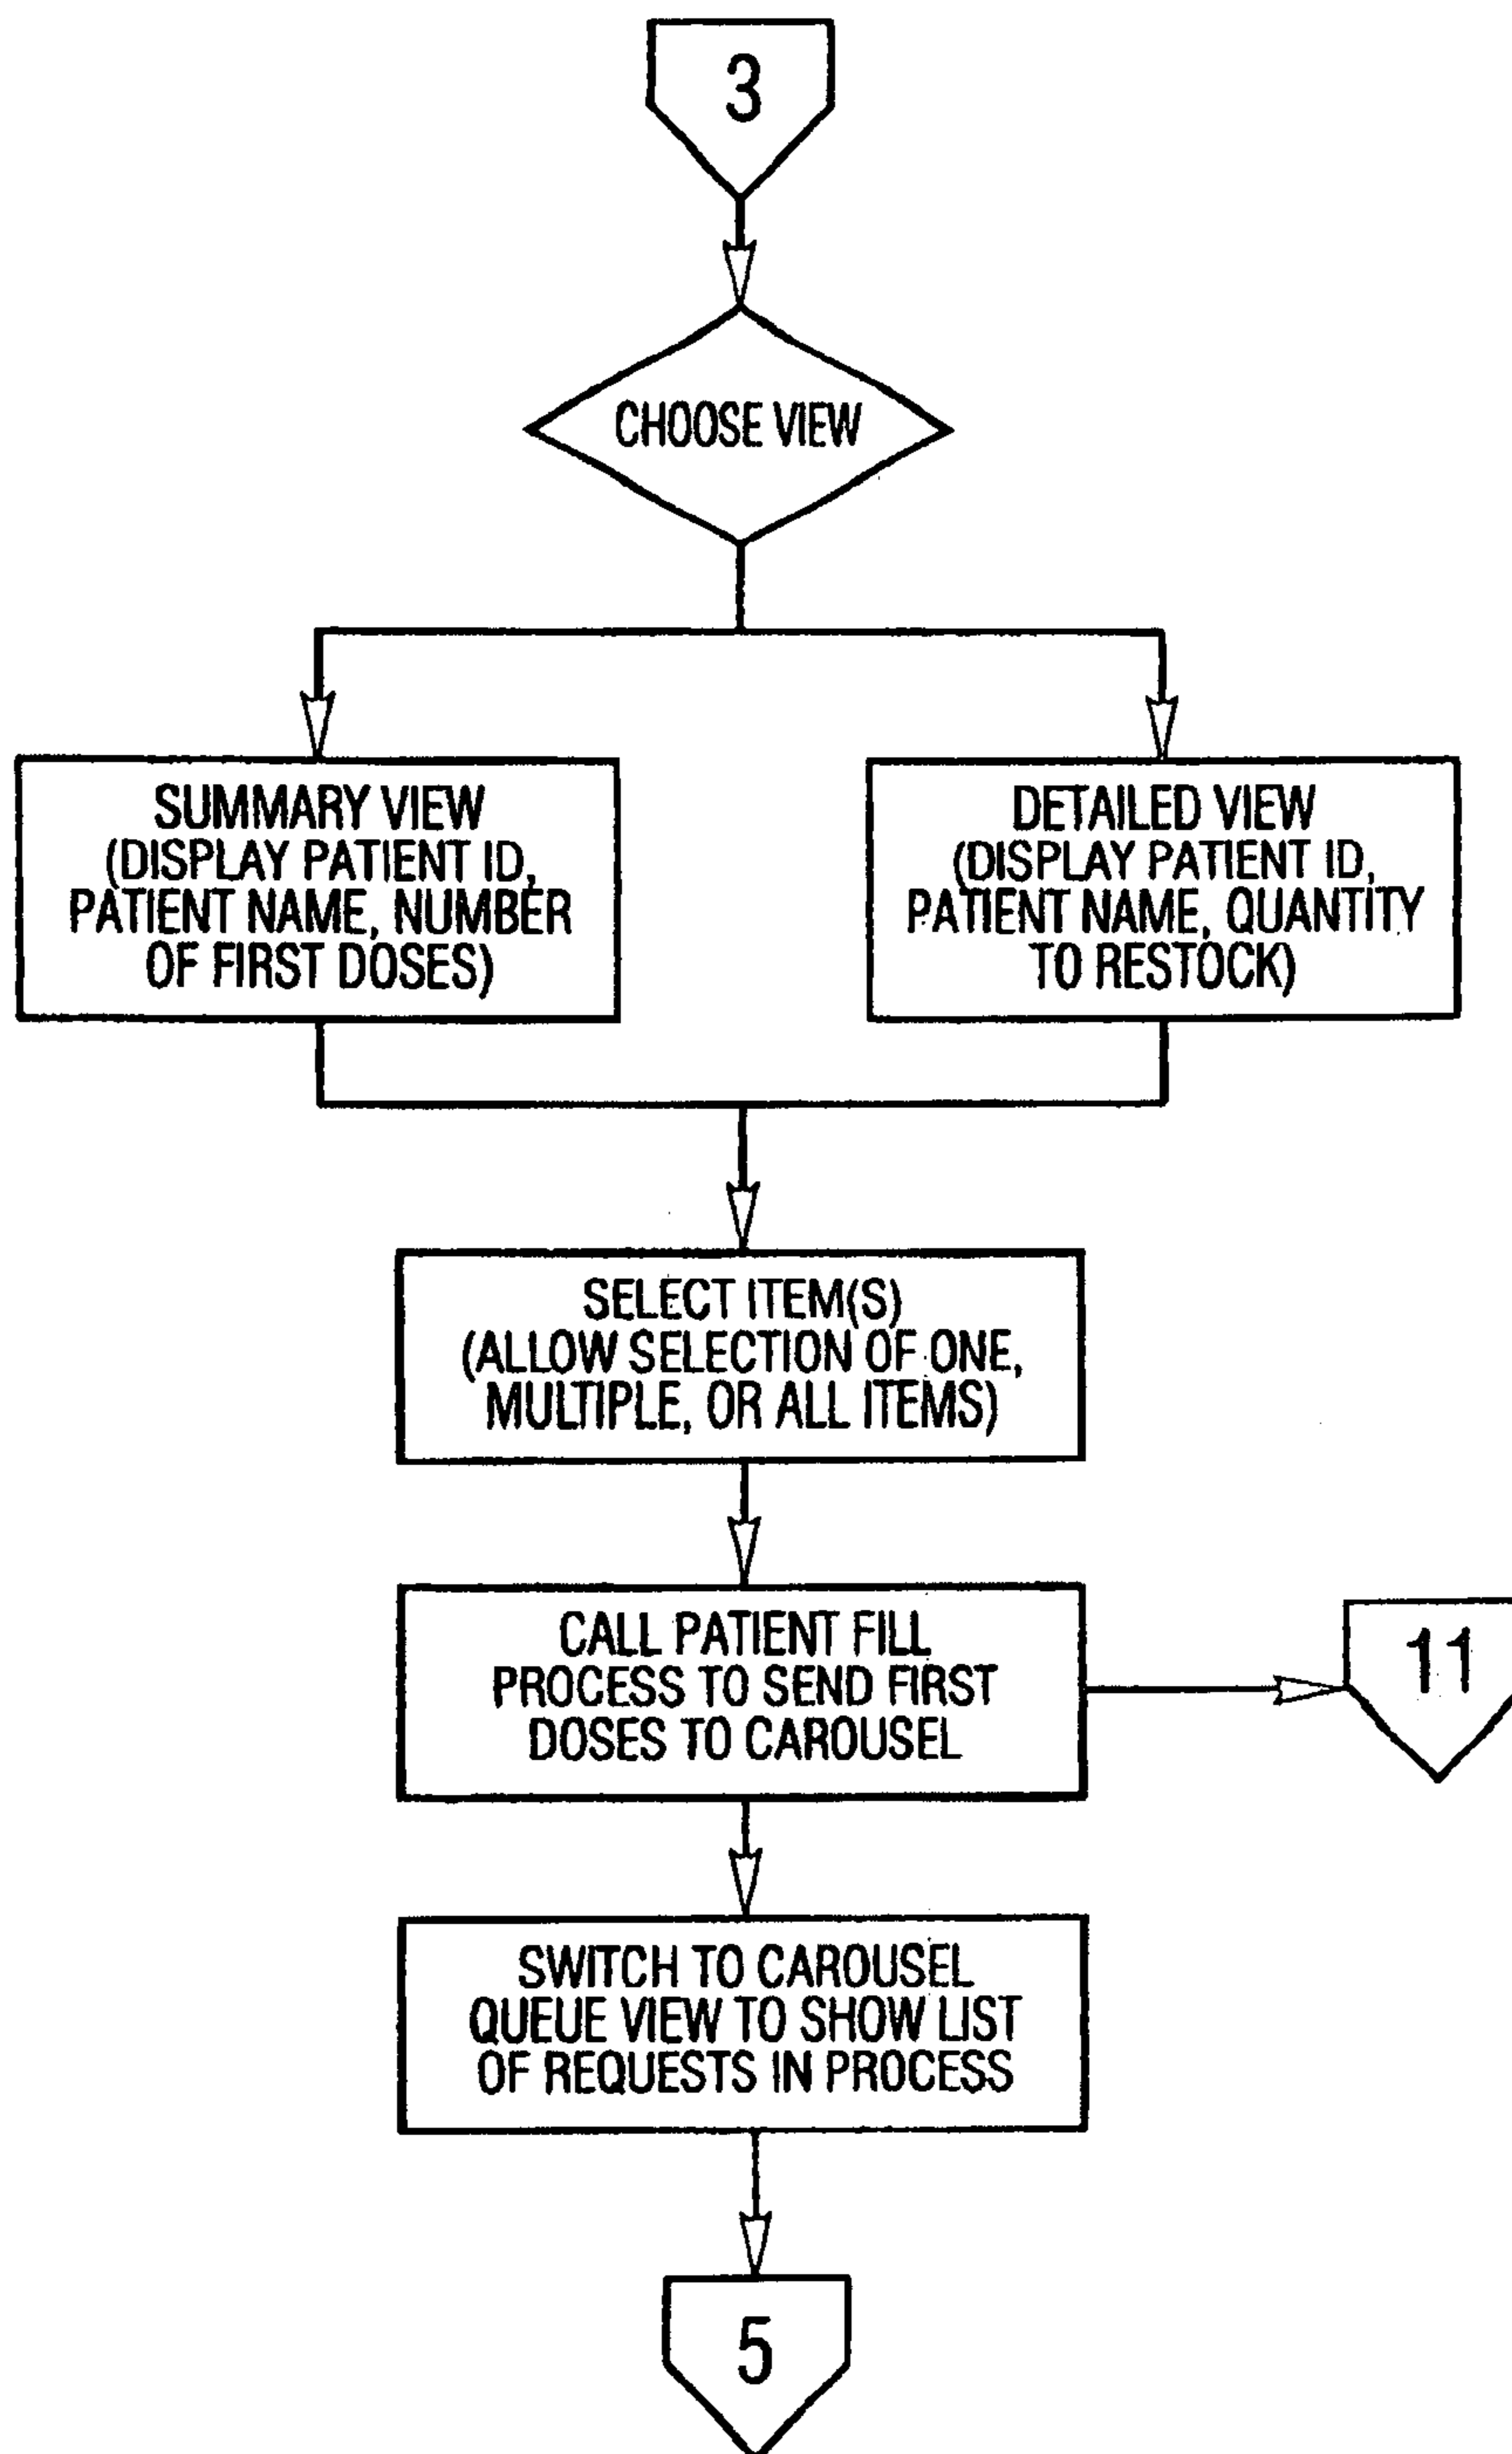 3
CHOOSE VIEW
SUMMARY VIEW
(DISPLAY PATIENT ID,
PATIENT NAME, NUMBER
OF FIRST DOSES)
DETAILED VIEW
(DISPLAY PATIENT ID,
PATIENT NAME, QUANTITY
TO RESTOCK)
SELECT ITEM(S)
(ALLOW SELECTION OF ONE,
MULTIPLE, OR ALL ITEMS)
CALL PATIENT FILL
PROCESS TO SEND FIRST
DOSES TO CAROUSEL
11
SWITCH TO CAROUSEL
QUEUE VIEW TO SHOW LIST
OF REQUESTS IN PROCESS
5